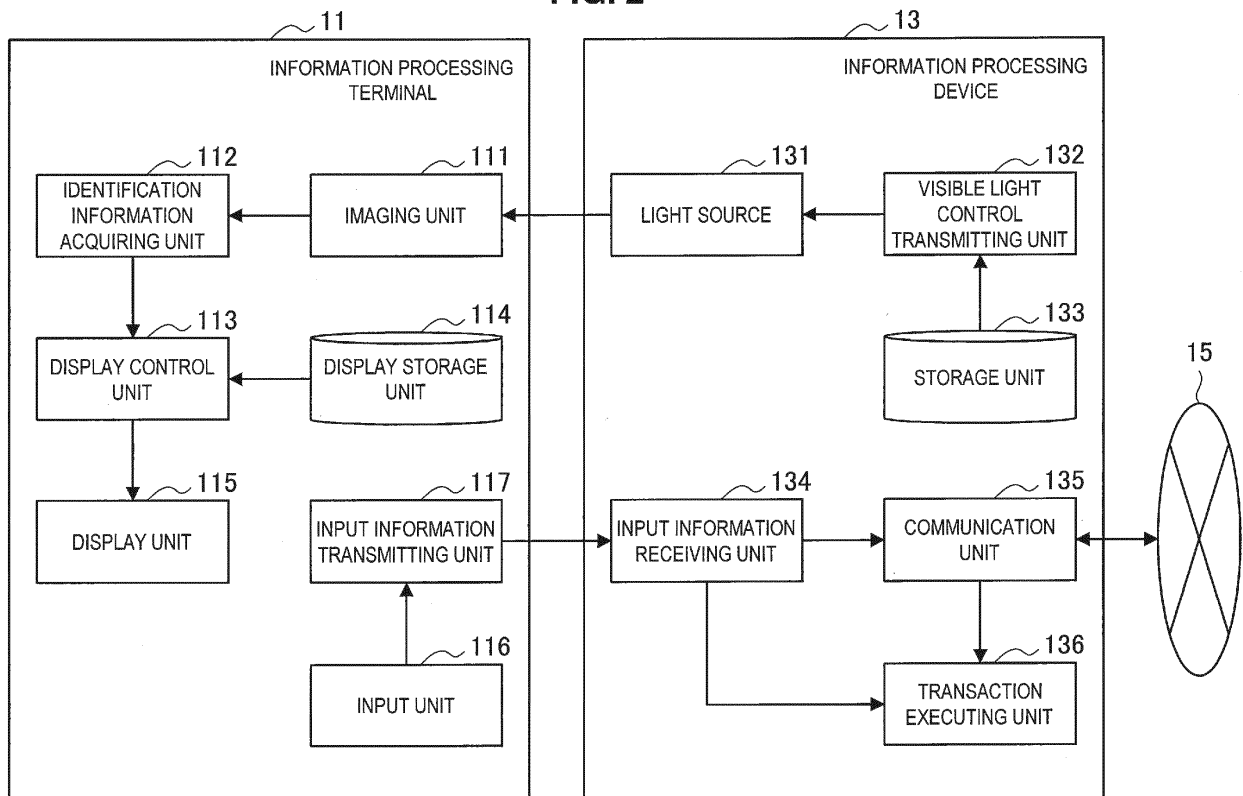 FIG. 2
11
13
INFORMATION PROCESSING
TERMINAL
INFORMATION PROCESSING
DEVICE
112
111
131
132
IDENTIFICATION
INFORMATION
ACQUIRING UNIT
IMAGING UNIT
LIGHT SOURCE
VISIBLE LIGHT
CONTROL
TRANSMITTING UNIT
113
114
133
15
DISPLAY CONTROL
UNIT
DISPLAY STORAGE
UNIT
STORAGE UNIT
115
117
134
135
DISPLAY UNIT
INPUT INFORMATION
TRANSMITTING UNIT
INPUT INFORMATION
RECEIVING UNIT
COMMUNICATION
UNIT
116
136
INPUT UNIT
TRANSACTION
EXECUTING UNIT